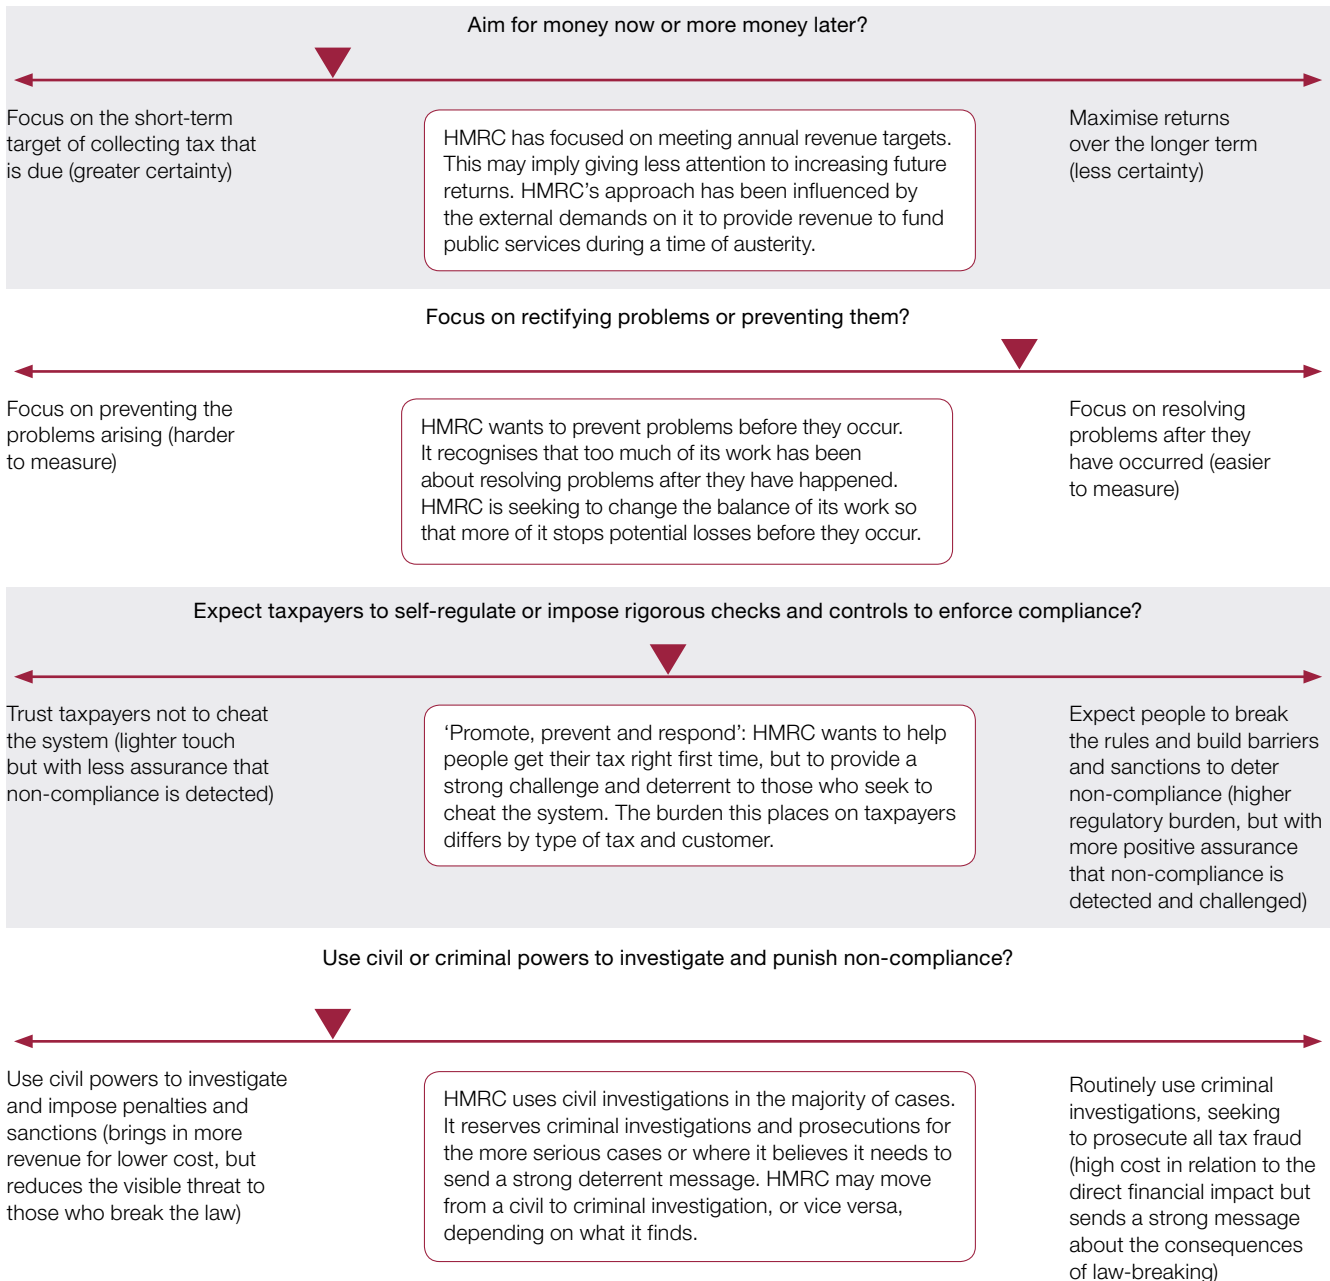 Aim for money now or more money later?
Focus on the short-term
target of collecting tax that
is due (greater certainty)
HMRC has focused on meeting annual revenue targets.
This may imply giving less attention to increasing future
returns. HMRC’s approach has been influenced by
the external demands on it to provide revenue to fund
public services during a time of austerity.
Maximise returns
over the longer term
(less certainty)
Focus on rectifying problems or preventing them?
Focus on preventing the
problems arising (harder
to measure)
HMRC wants to prevent problems before they occur.
It recognises that too much of its work has been
about resolving problems after they have happened.
HMRC is seeking to change the balance of its work so
that more of it stops potential losses before they occur.
Focus on resolving
problems after they
have occurred (easier
to measure)
Expect taxpayers to self-regulate or impose rigorous checks and controls to enforce compliance?
Trust taxpayers not to cheat
the system (lighter touch
but with less assurance that
non-compliance is detected)
‘Promote, prevent and respond’: HMRC wants to help
people get their tax right first time, but to provide a
strong challenge and deterrent to those who seek to
cheat the system. The burden this places on taxpayers
differs by type of tax and customer.
Expect people to break
the rules and build barriers
and sanctions to deter
non-compliance (higher
regulatory burden, but with
more positive assurance
that non-compliance is
detected and challenged)
Use civil or criminal powers to investigate and punish non-compliance?
Use civil powers to investigate
and impose penalties and
sanctions (brings in more
revenue for lower cost, but
reduces the visible threat to
those who break the law)
HMRC uses civil investigations in the majority of cases.
It reserves criminal investigations and prosecutions for
the more serious cases or where it believes it needs to
send a strong deterrent message. HMRC may move
from a civil to criminal investigation, or vice versa,
depending on what it finds.
Routinely use criminal
investigations, seeking
to prosecute all tax fraud
(high cost in relation to the
direct financial impact but
sends a strong message
about the consequences
of law-breaking)